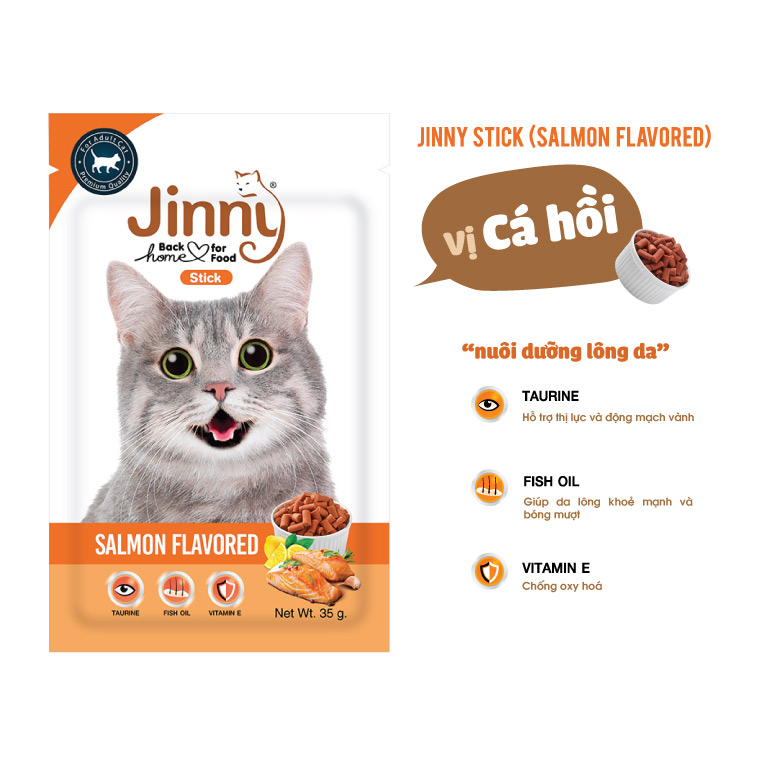 For Adult Cat
Premium Quality
Jinny®
Back for
home Food
Stick
SALMON FLAVORED
TAURINE
FISH OIL
VITAMIN E
Net Wt. 35 g.
JINNY STICK (SALMON FLAVORED)
vị Cá hồi
“nuôi dưỡng lông da”
TAURINE
Hỗ trợ thị lực và động mạch vành
FISH OIL
Giúp da lông khoẻ mạnh và
bóng mượt
VITAMIN E
Chống oxy hoá